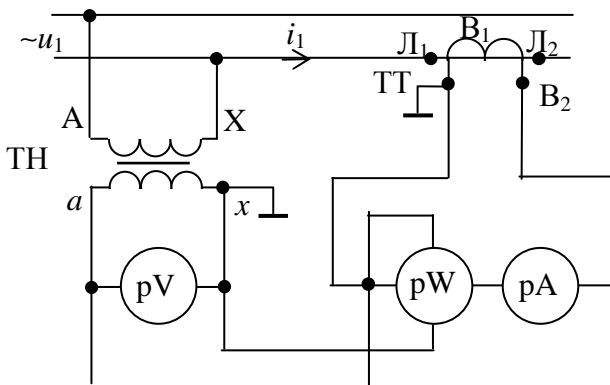 ~u₁
i₁
Л₁
В₁
Л₂
ТТ
В₂
А
Х
ТН
a
x
pV
pW
pA